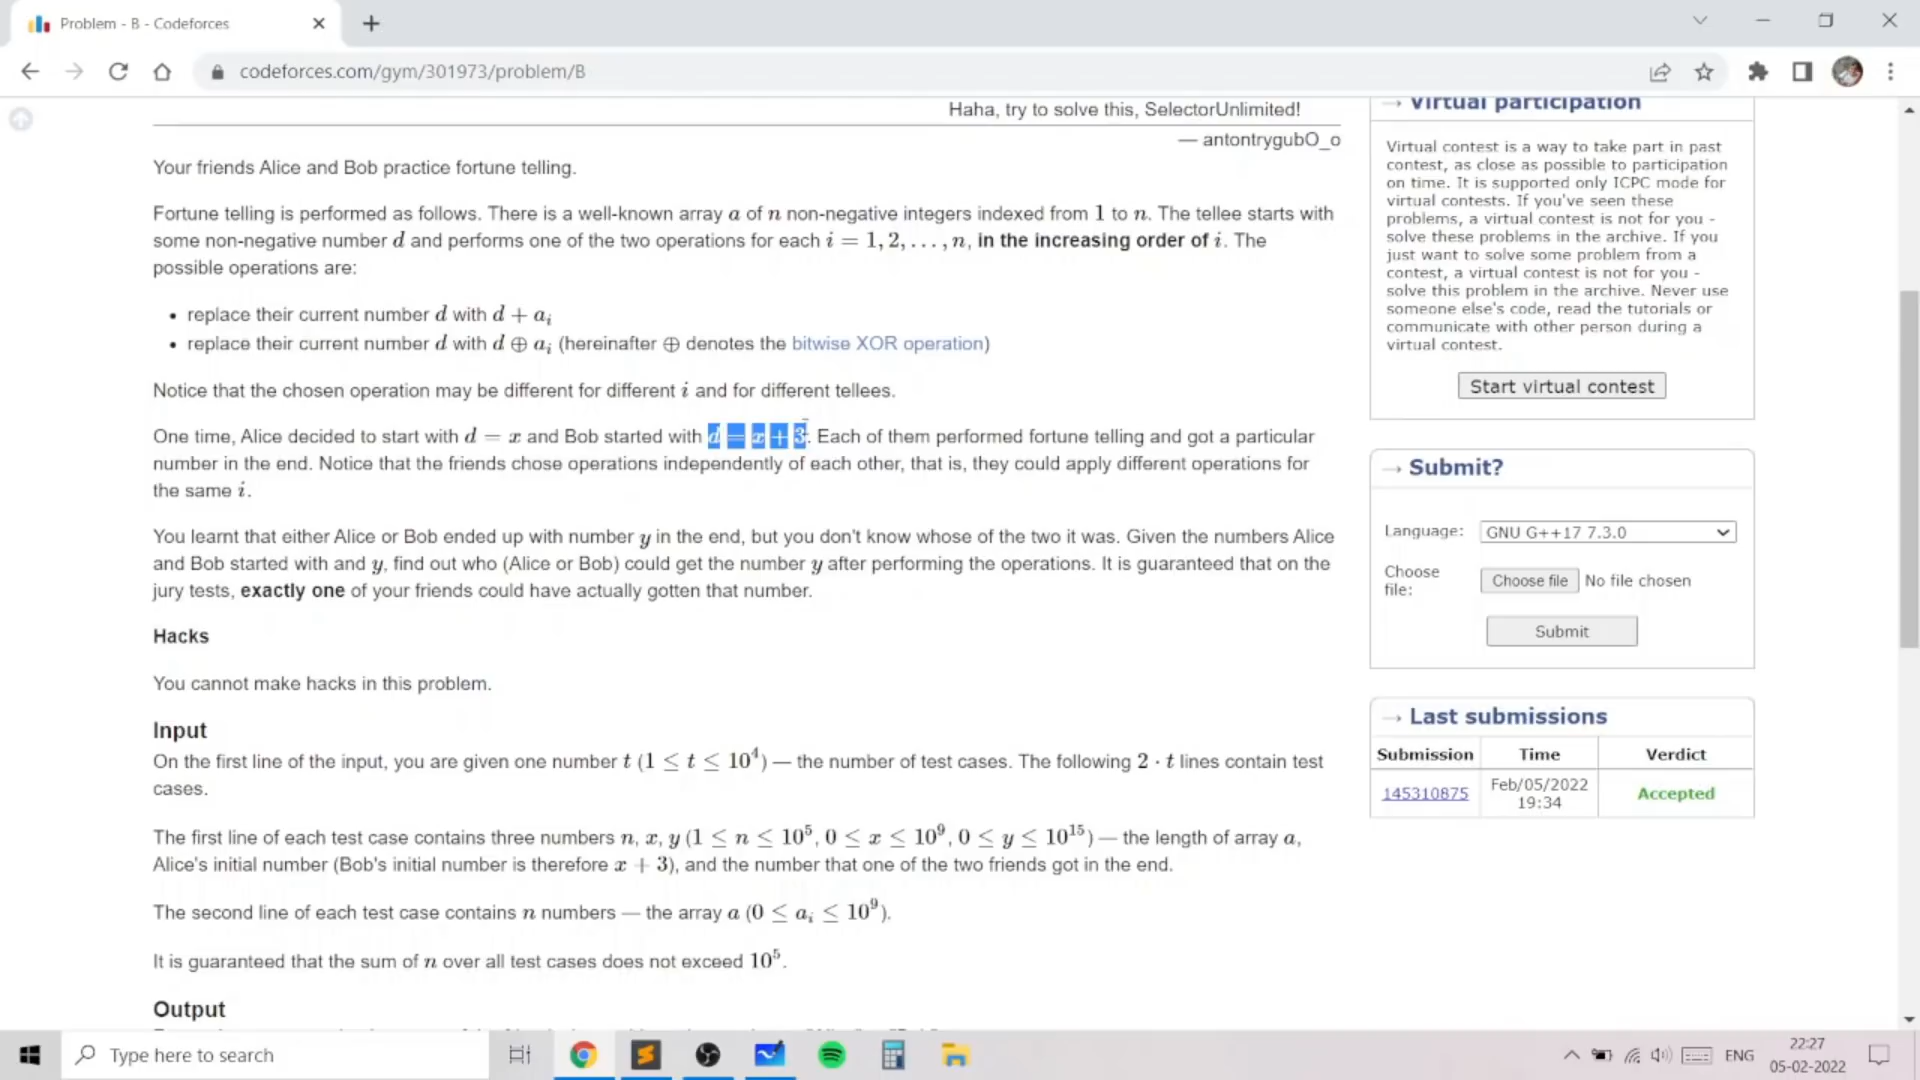 Problem - B - Codeforces
codeforces.com/gym/301973/problem/B
Haha, try to solve this, SelectorUnlimited!
— antontrygubO_o
Your friends Alice and Bob practice fortune telling.
Fortune telling is performed as follows. There is a well-known array a of n non-negative integers indexed from 1 to n. The tellee starts with
some non-negative number d and performs one of the two operations for each i = 1, 2, . . . , n, in the increasing order of i. The
possible operations are:
• replace their current number d with d + aᵢ
• replace their current number d with d ⊕ aᵢ (hereinafter ⊕ denotes the bitwise XOR operation)
Notice that the chosen operation may be different for different i and for different tellees.
One time, Alice decided to start with d = x and Bob started with d = x + 3. Each of them performed fortune telling and got a particular
number in the end. Notice that the friends chose operations independently of each other, that is, they could apply different operations for
the same i.
You learnt that either Alice or Bob ended up with number y in the end, but you don't know whose of the two it was. Given the numbers Alice
and Bob started with and y, find out who (Alice or Bob) could get the number y after performing the operations. It is guaranteed that on the
jury tests, exactly one of your friends could have actually gotten that number.
Hacks
You cannot make hacks in this problem.
Input
On the first line of the input, you are given one number t (1 ≤ t ≤ 10⁴) — the number of test cases. The following 2 · t lines contain test
cases.
The first line of each test case contains three numbers n, x, y (1 ≤ n ≤ 10⁵, 0 ≤ x ≤ 10⁹, 0 ≤ y ≤ 10¹⁵) — the length of array a,
Alice's initial number (Bob's initial number is therefore x + 3), and the number that one of the two friends got in the end.
The second line of each test case contains n numbers — the array a (0 ≤ aᵢ ≤ 10⁹).
It is guaranteed that the sum of n over all test cases does not exceed 10⁵.
Output
→ Virtual participation
Virtual contest is a way to take part in past
contest, as close as possible to participation
on time. It is supported only ICPC mode for
virtual contests. If you've seen these
problems, a virtual contest is not for you -
solve these problems in the archive. If you
just want to solve some problem from a
contest, a virtual contest is not for you -
solve this problem in the archive. Never use
someone else's code, read the tutorials or
communicate with other person during a
virtual contest.
Start virtual contest
→ Submit?
Language: GNU G++17 7.3.0
Choose
file: Choose file No file chosen
Submit
→ Last submissions
Submission Time Verdict
145310875 Feb/05/2022
19:34 Accepted
Type here to search
ENG
22:27
05-02-2022